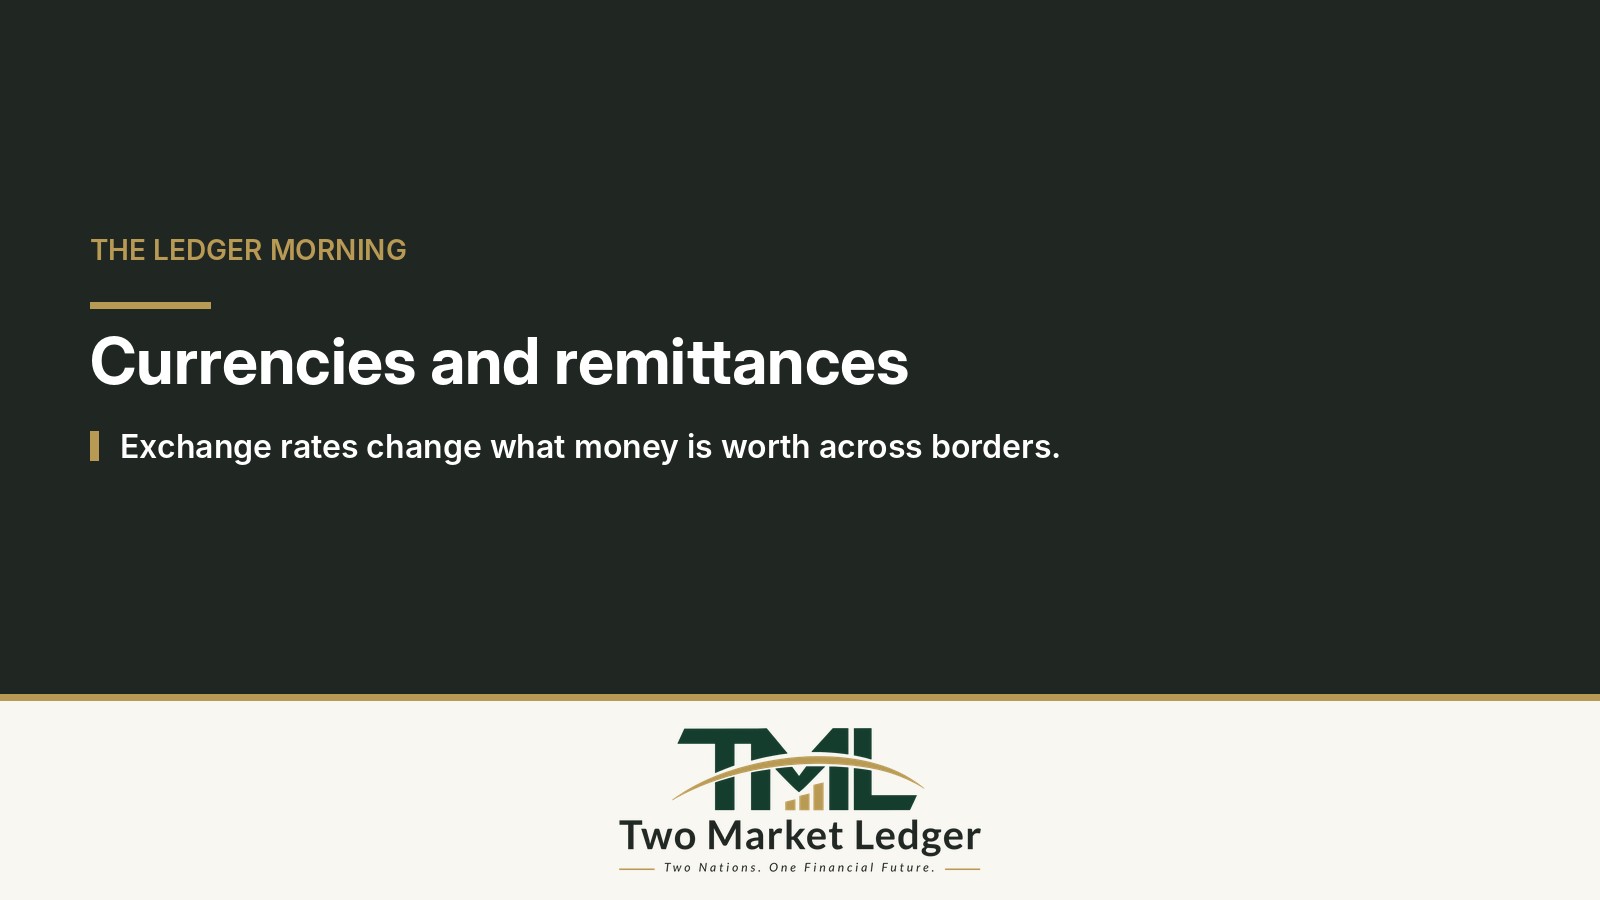 THE LEDGER MORNING
Currencies and remittances
Exchange rates change what money is worth across borders.
TML
Two Market Ledger
Two Nations. One Financial Future.